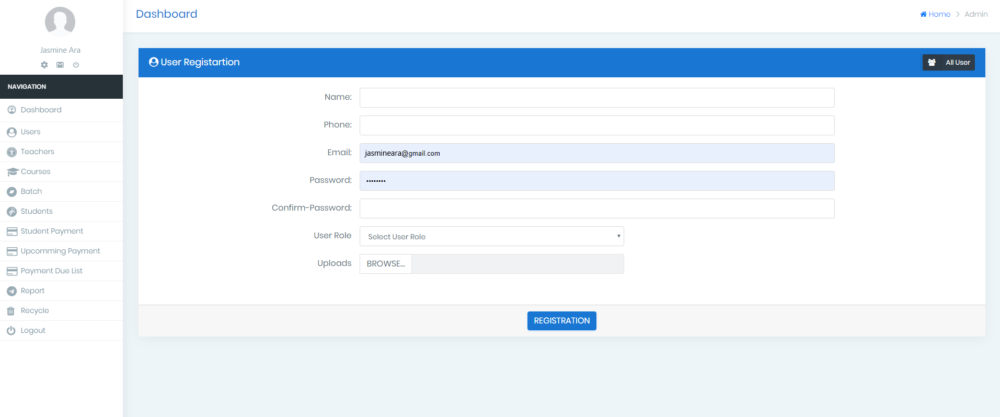 Jasmine Ara
NAVIGATION
Dashboard
Users
Teachers
Courses
Batch
Students
Student Payment
Upcomming Payment
Payment Due List
Report
Recycle
Logout
Dashboard
Home > Admin
User Registartion
All User
Name:
Phone:
Email: jasmineara@gmail.com
Password: ••••••••
Confirm-Password:
User Role Select User Role
Uploads BROWSE...
REGISTRATION